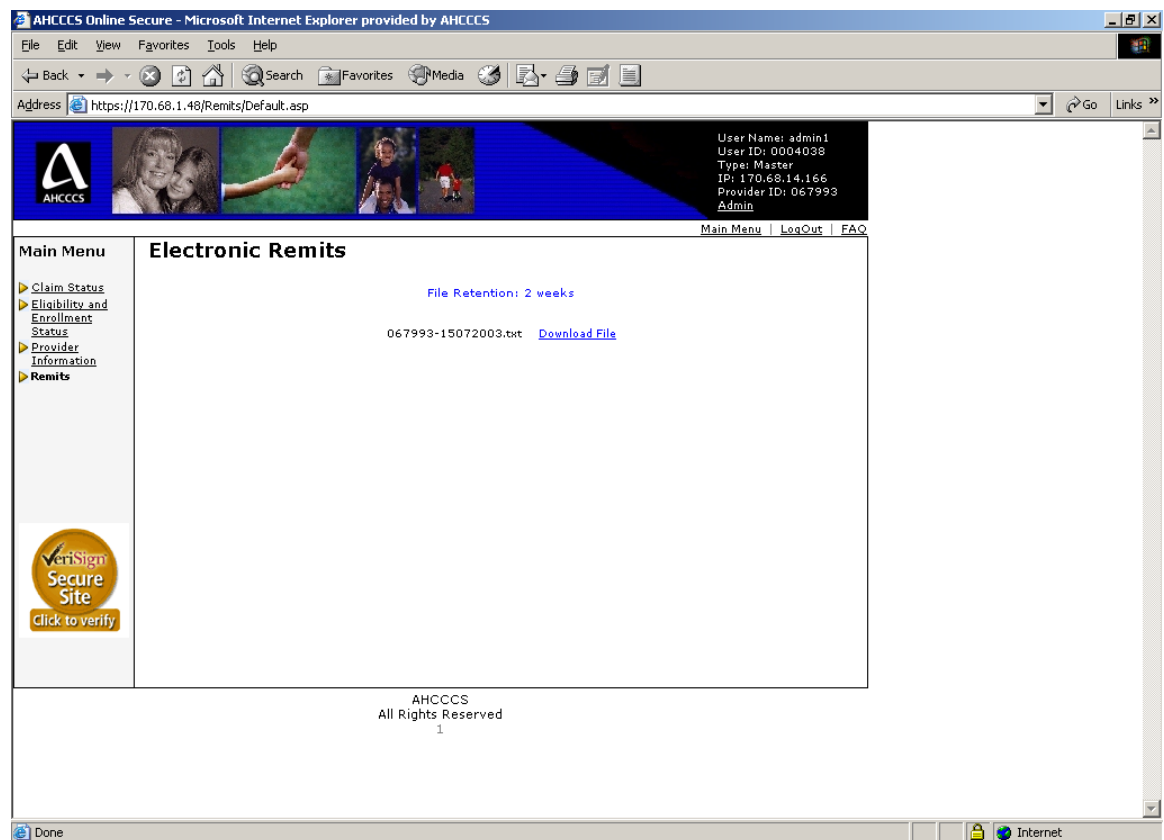 AHCCCS Online Secure - Microsoft Internet Explorer provided by AHCCCS
File Edit View Favorites Tools Help
Back Search Favorites Media
Address https://170.68.1.48/Remits/Default.asp Go Links »
AHCCCS
User Name: admin1
User ID: 0004038
Type: Master
IP: 170.68.14.166
Provider ID: 067993
Admin
Main Menu | LogOut | FAQ
Main Menu
Claim Status
Eligibility and
Enrollment
Status
Provider
Information
Remits
Electronic Remits
File Retention: 2 weeks
067993-15072003.txt Download File
VeriSign
Secure
Site
Click to verify
AHCCCS
All Rights Reserved
1
Done Internet